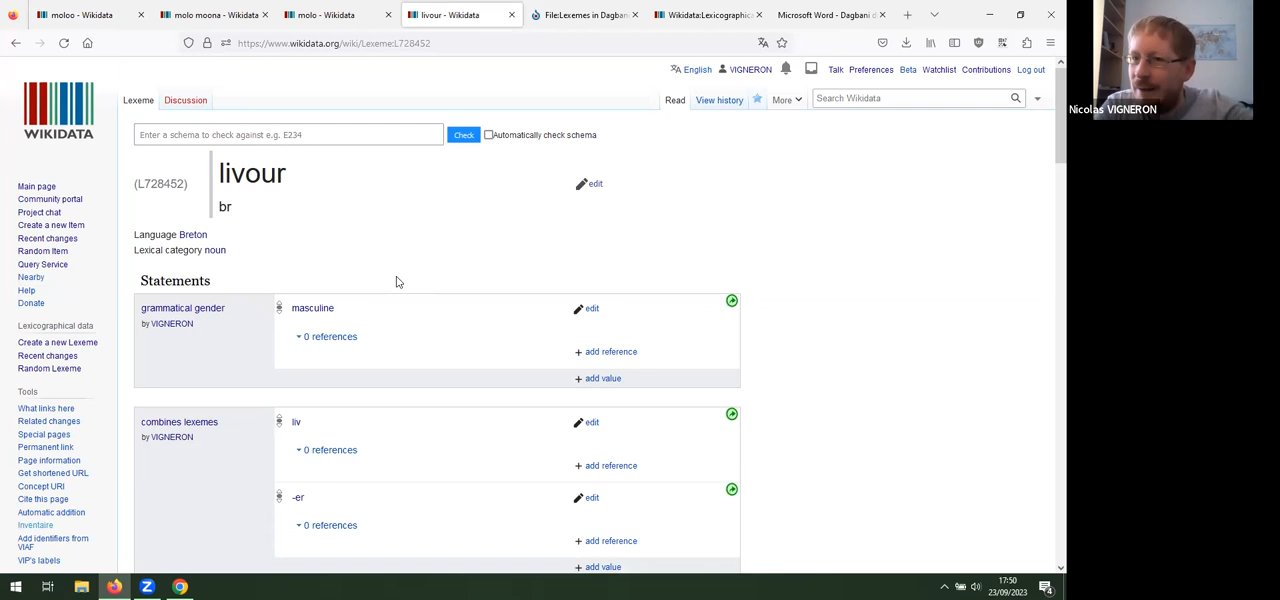 moloo - Wikidata
molo moona - Wikidata
molo - Wikidata
livour - Wikidata
File:Lexemes in Dagbani
Wikidata:Lexicographica
Microsoft Word - Dagbani d
https://www.wikidata.org/wiki/Lexeme:L728452
English VIGNERON Talk Preferences Beta Watchlist Contributions Log out
Nicolas VIGNERON
WIKIDATA
Lexeme Discussion Read View history More Search Wikidata
Enter a schema to check against e.g. E234 Check Automatically check schema
(L728452) livour edit
br
Language Breton
Lexical category noun
Statements
grammatical gender masculine edit
by VIGNERON
0 references
add reference
add value
combines lexemes liv edit
by VIGNERON
0 references
add reference
-er edit
0 references
add reference
add value
Main page
Community portal
Project chat
Create a new Item
Recent changes
Random Item
Query Service
Nearby
Help
Donate
Lexicographical data
Create a new Lexeme
Recent changes
Random Lexeme
Tools
What links here
Related changes
Special pages
Permanent link
Page information
Get shortened URL
Concept URI
Cite this page
Automatic addition
Inventaire
Add identifiers from
VIAF
VIP's labels
17:50
23/09/2023
4